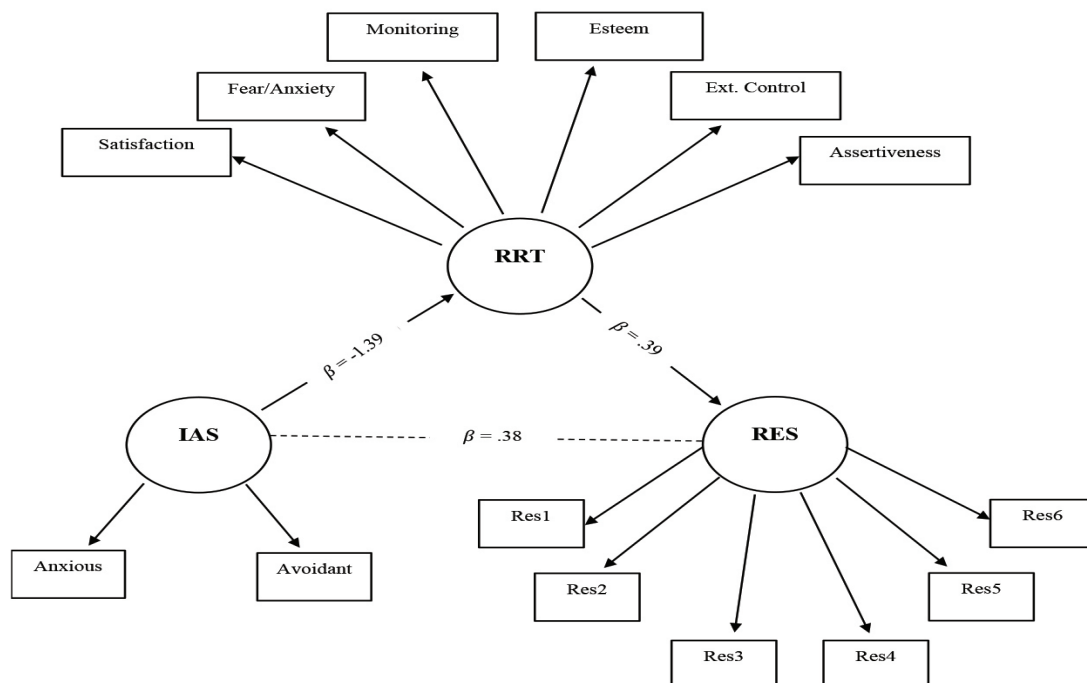 Monitoring
Esteem
Fear/Anxiety
Ext. Control
Satisfaction
Assertiveness
RRT
β = -1.39
β = .39
IAS
β = .38
RES
Res1
Res6
Anxious
Avoidant
Res2
Res5
Res3
Res4